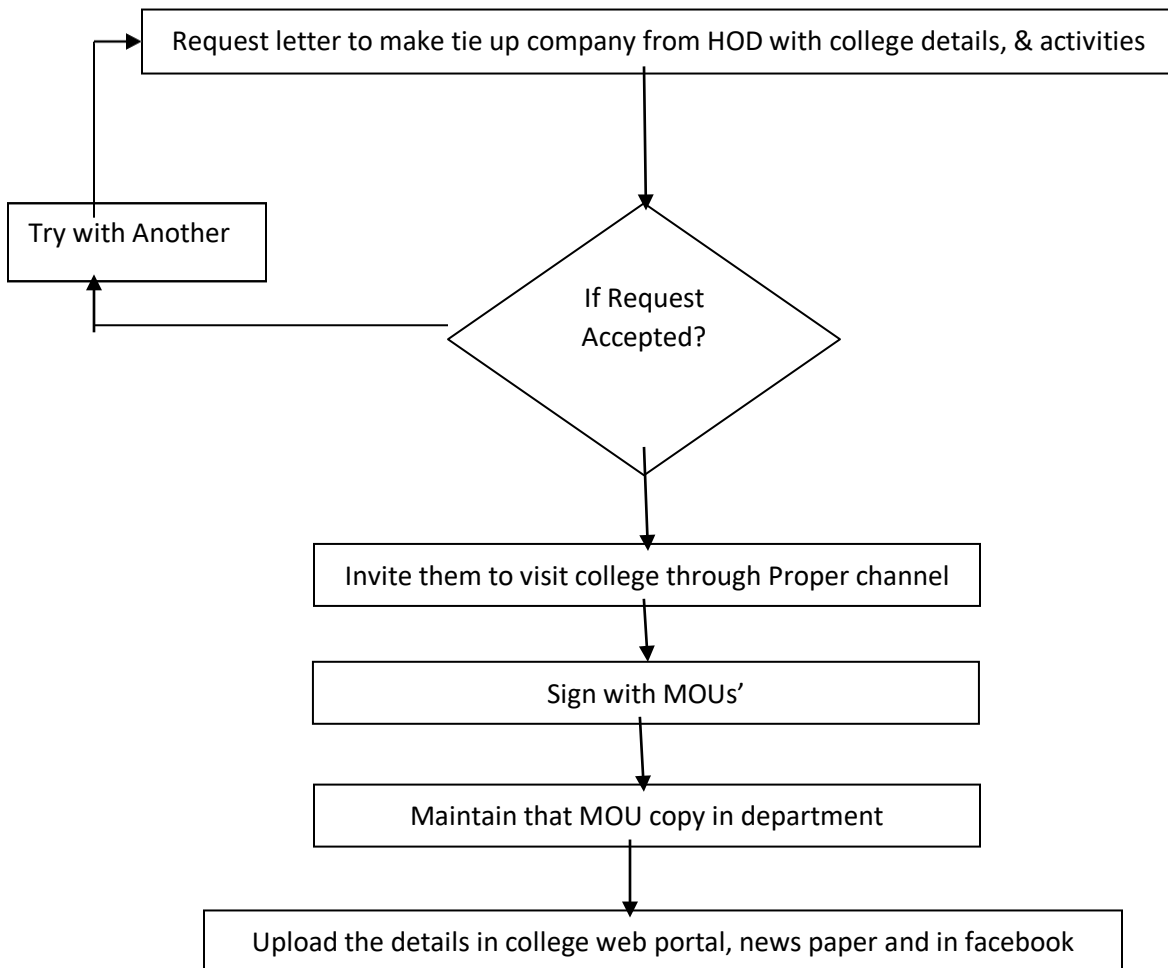 Request letter to make tie up company from HOD with college details, & activities
Try with Another
If Request
Accepted?
Invite them to visit college through Proper channel
Sign with MOUs’
Maintain that MOU copy in department
Upload the details in college web portal, news paper and in facebook